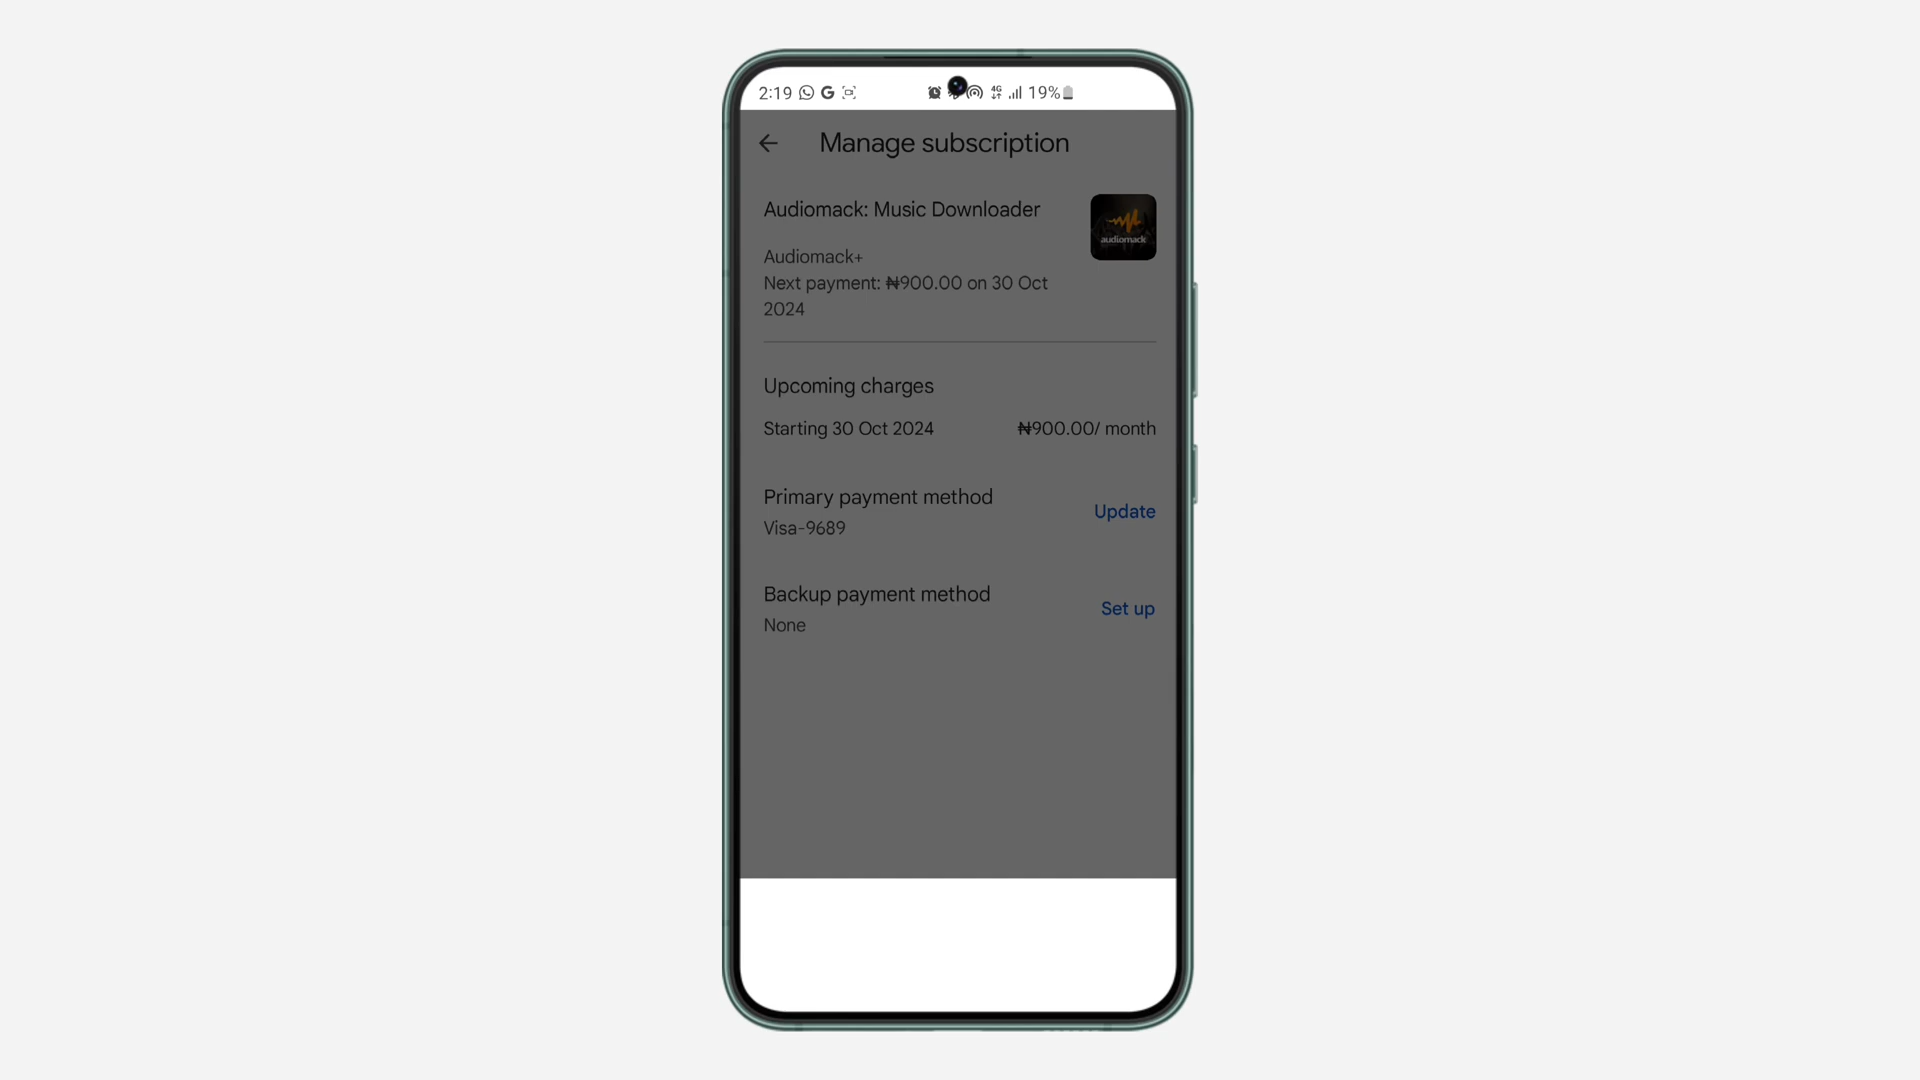 2:19 4G 19%
Manage subscription
Audiomack: Music Downloader
audiomack
Audiomack+
Next payment: ₦900.00 on 30 Oct
2024
Upcoming charges
Starting 30 Oct 2024 ₦900.00/ month
Primary payment method
Update
Visa-9689
Backup payment method
Set up
None